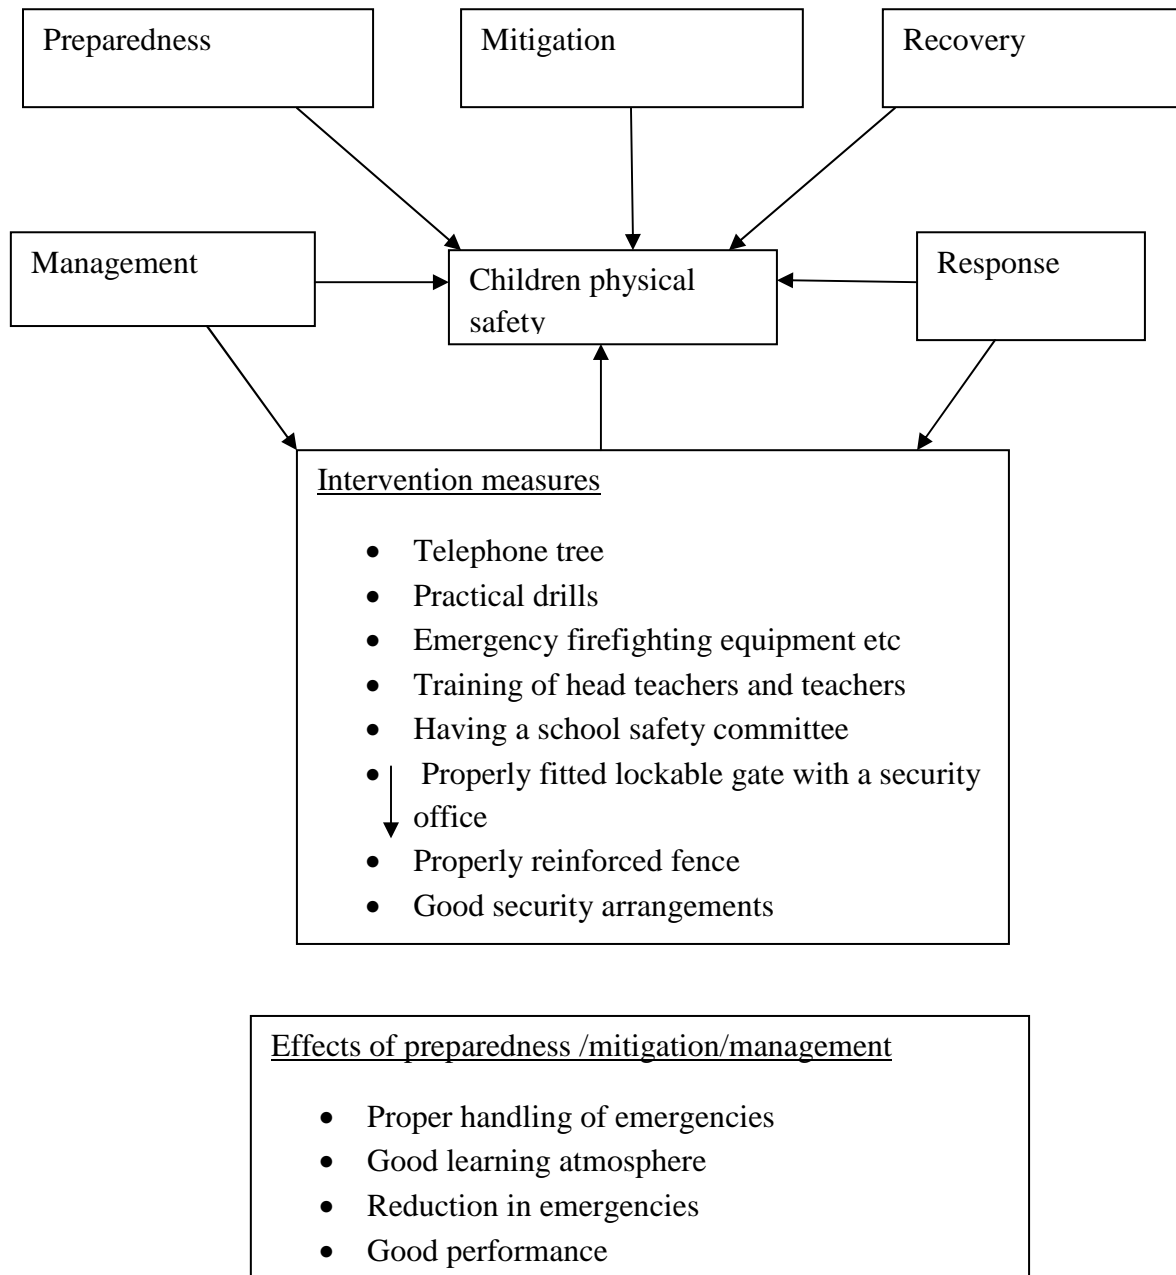 Preparedness
Mitigation
Recovery
Management
Children physical
safety
Response
Intervention measures
• Telephone tree
• Practical drills
• Emergency firefighting equipment etc
• Training of head teachers and teachers
• Having a school safety committee
• Properly fitted lockable gate with a security
office
• Properly reinforced fence
• Good security arrangements
Effects of preparedness /mitigation/management
• Proper handling of emergencies
• Good learning atmosphere
• Reduction in emergencies
• Good performance